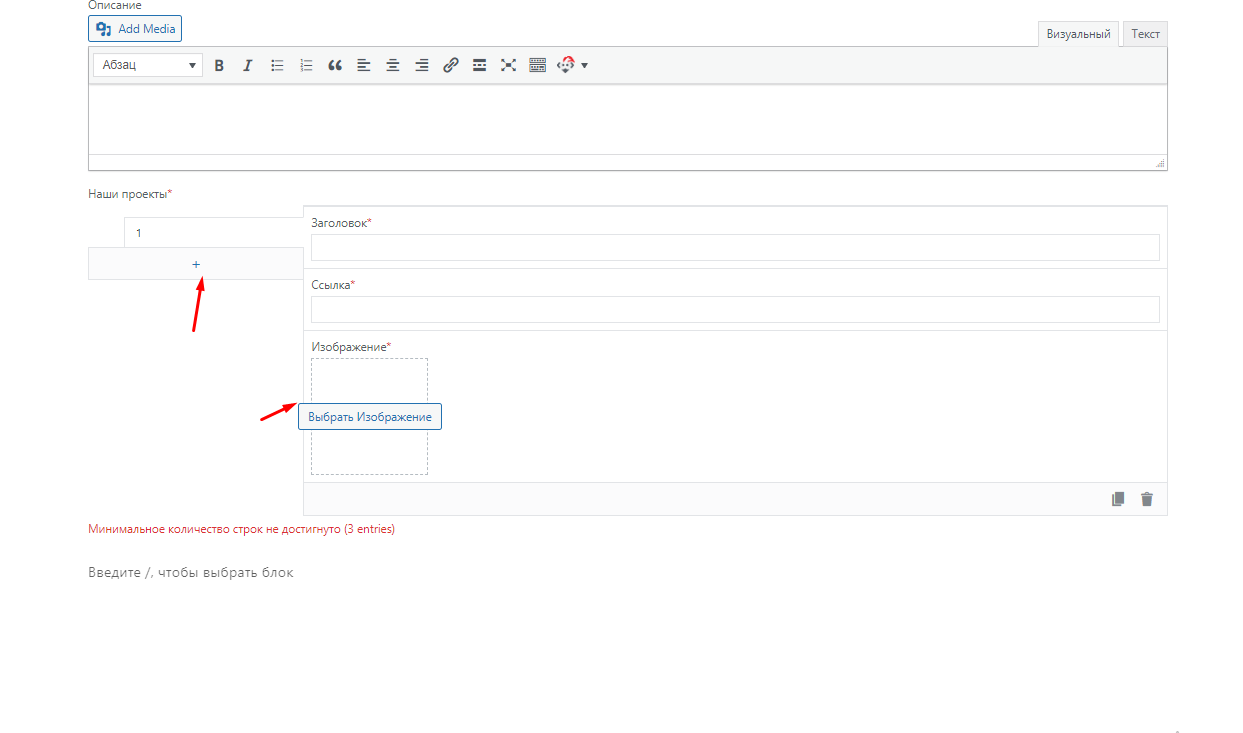 Описание
Add Media
Визуальный Текст
Абзац
Наши проекты*
1
Заголовок*
+
Ссылка*
Изображение*
Выбрать Изображение
Минимальное количество строк не достигнуто (3 entries)
Введите /, чтобы выбрать блок